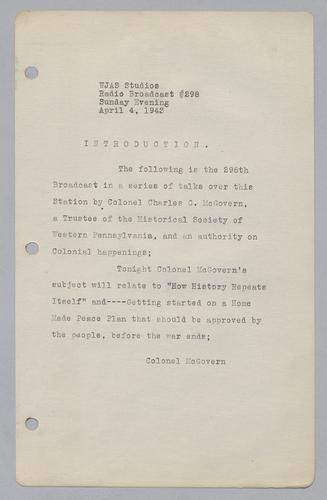 WJAS Studios
Radio Broadcast #298
Sunday Evening
April 4, 1942
INTRODUCTION.
The following is the 298th
Broadcast in a series of talks over this
Station by Colonel Charles C. McGovern,
a Trustee of the Historical Society of
Western Pennsylvania, and an authority on
Colonial happenings;
Tonight Colonel McGovern's
subject will relate to "How History Repeats
Itself" and----Getting started on a Home
Made Peace Plan that should be approved by
the people, before the war ends;
Colonel McGovern